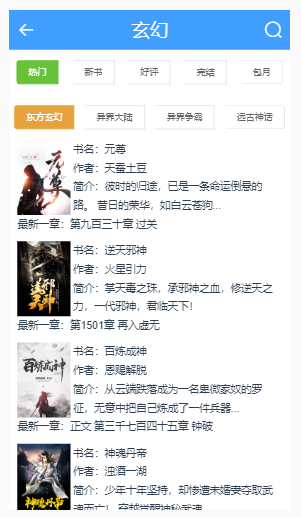 玄幻
热门 新书 好评 完结 包月
东方玄幻 异界大陆 异界争霸 远古神话
书名：元尊
作者：天蚕土豆
简介：彼时的归途，已是一条命运倒悬的
路。 昔日的荣华，如白云苍狗...
最新一章：第九百三十章 过关
书名：逆天邪神
作者：火星引力
简介：掌天毒之珠，承邪神之血，修逆天之
力，一代邪神，君临天下！
最新一章：第1501章 再入虚无
百炼成神
书名：百炼成神
作者：恩赐解脱
简介：从云端跌落成为一名卑微家奴的罗
征，无意中把自己炼成了一件兵器...
最新一章：正文 第三千七百四十五章 钟破
书名：神魂丹帝
作者：浊酒一湖
简介：少年十年坚持，却惨遭未婚妻夺取武
魂而亡！ 穿越觉醒神秘武魂
神魂丹帝